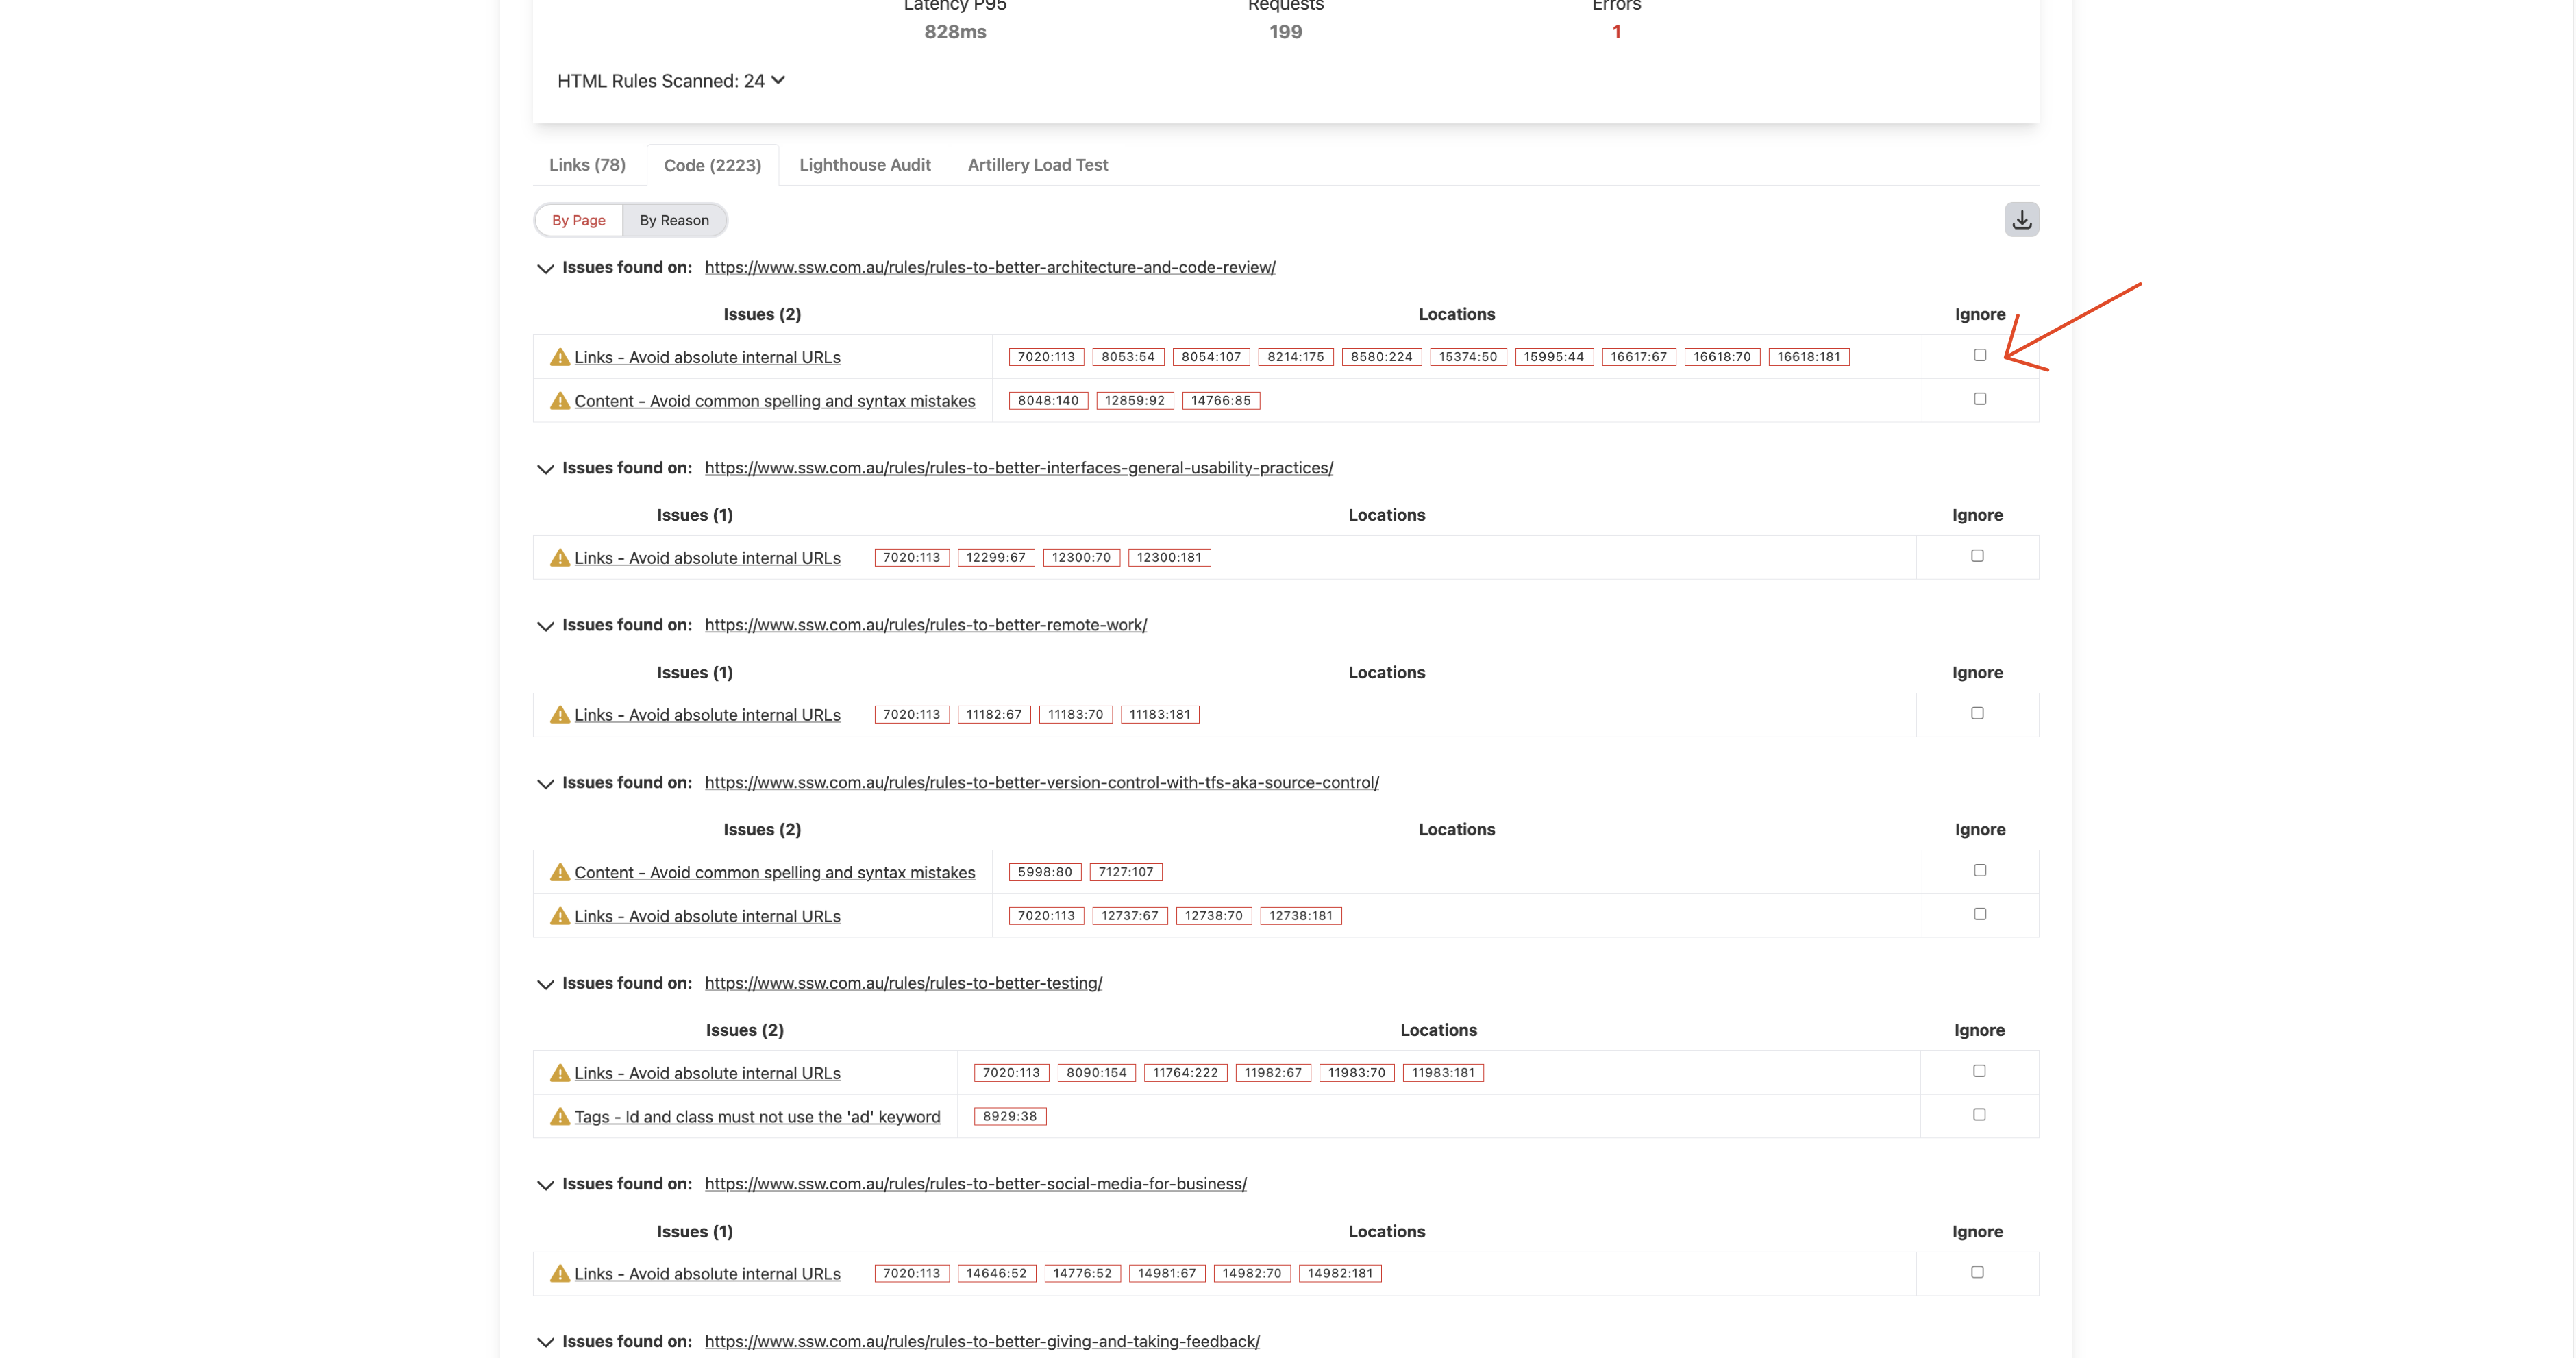 Latency P95 Requests Errors
828ms 199 1
HTML Rules Scanned: 24
Links (78) Code (2223) Lighthouse Audit Artillery Load Test
By Page By Reason
Issues found on: https://www.ssw.com.au/rules/rules-to-better-architecture-and-code-review/
Issues (2) Locations Ignore
Links - Avoid absolute internal URLs 7020:113 8053:54 8054:107 8214:175 8580:224 15374:50 15995:44 16617:67 16618:70 16618:181
Content - Avoid common spelling and syntax mistakes 8048:140 12859:92 14766:85
Issues found on: https://www.ssw.com.au/rules/rules-to-better-interfaces-general-usability-practices/
Issues (1) Locations Ignore
Links - Avoid absolute internal URLs 7020:113 12299:67 12300:70 12300:181
Issues found on: https://www.ssw.com.au/rules/rules-to-better-remote-work/
Issues (1) Locations Ignore
Links - Avoid absolute internal URLs 7020:113 11182:67 11183:70 11183:181
Issues found on: https://www.ssw.com.au/rules/rules-to-better-version-control-with-tfs-aka-source-control/
Issues (2) Locations Ignore
Content - Avoid common spelling and syntax mistakes 5998:80 7127:107
Links - Avoid absolute internal URLs 7020:113 12737:67 12738:70 12738:181
Issues found on: https://www.ssw.com.au/rules/rules-to-better-testing/
Issues (2) Locations Ignore
Links - Avoid absolute internal URLs 7020:113 8090:154 11764:222 11982:67 11983:70 11983:181
Tags - Id and class must not use the 'ad' keyword 8929:38
Issues found on: https://www.ssw.com.au/rules/rules-to-better-social-media-for-business/
Issues (1) Locations Ignore
Links - Avoid absolute internal URLs 7020:113 14646:52 14776:52 14981:67 14982:70 14982:181
Issues found on: https://www.ssw.com.au/rules/rules-to-better-giving-and-taking-feedback/